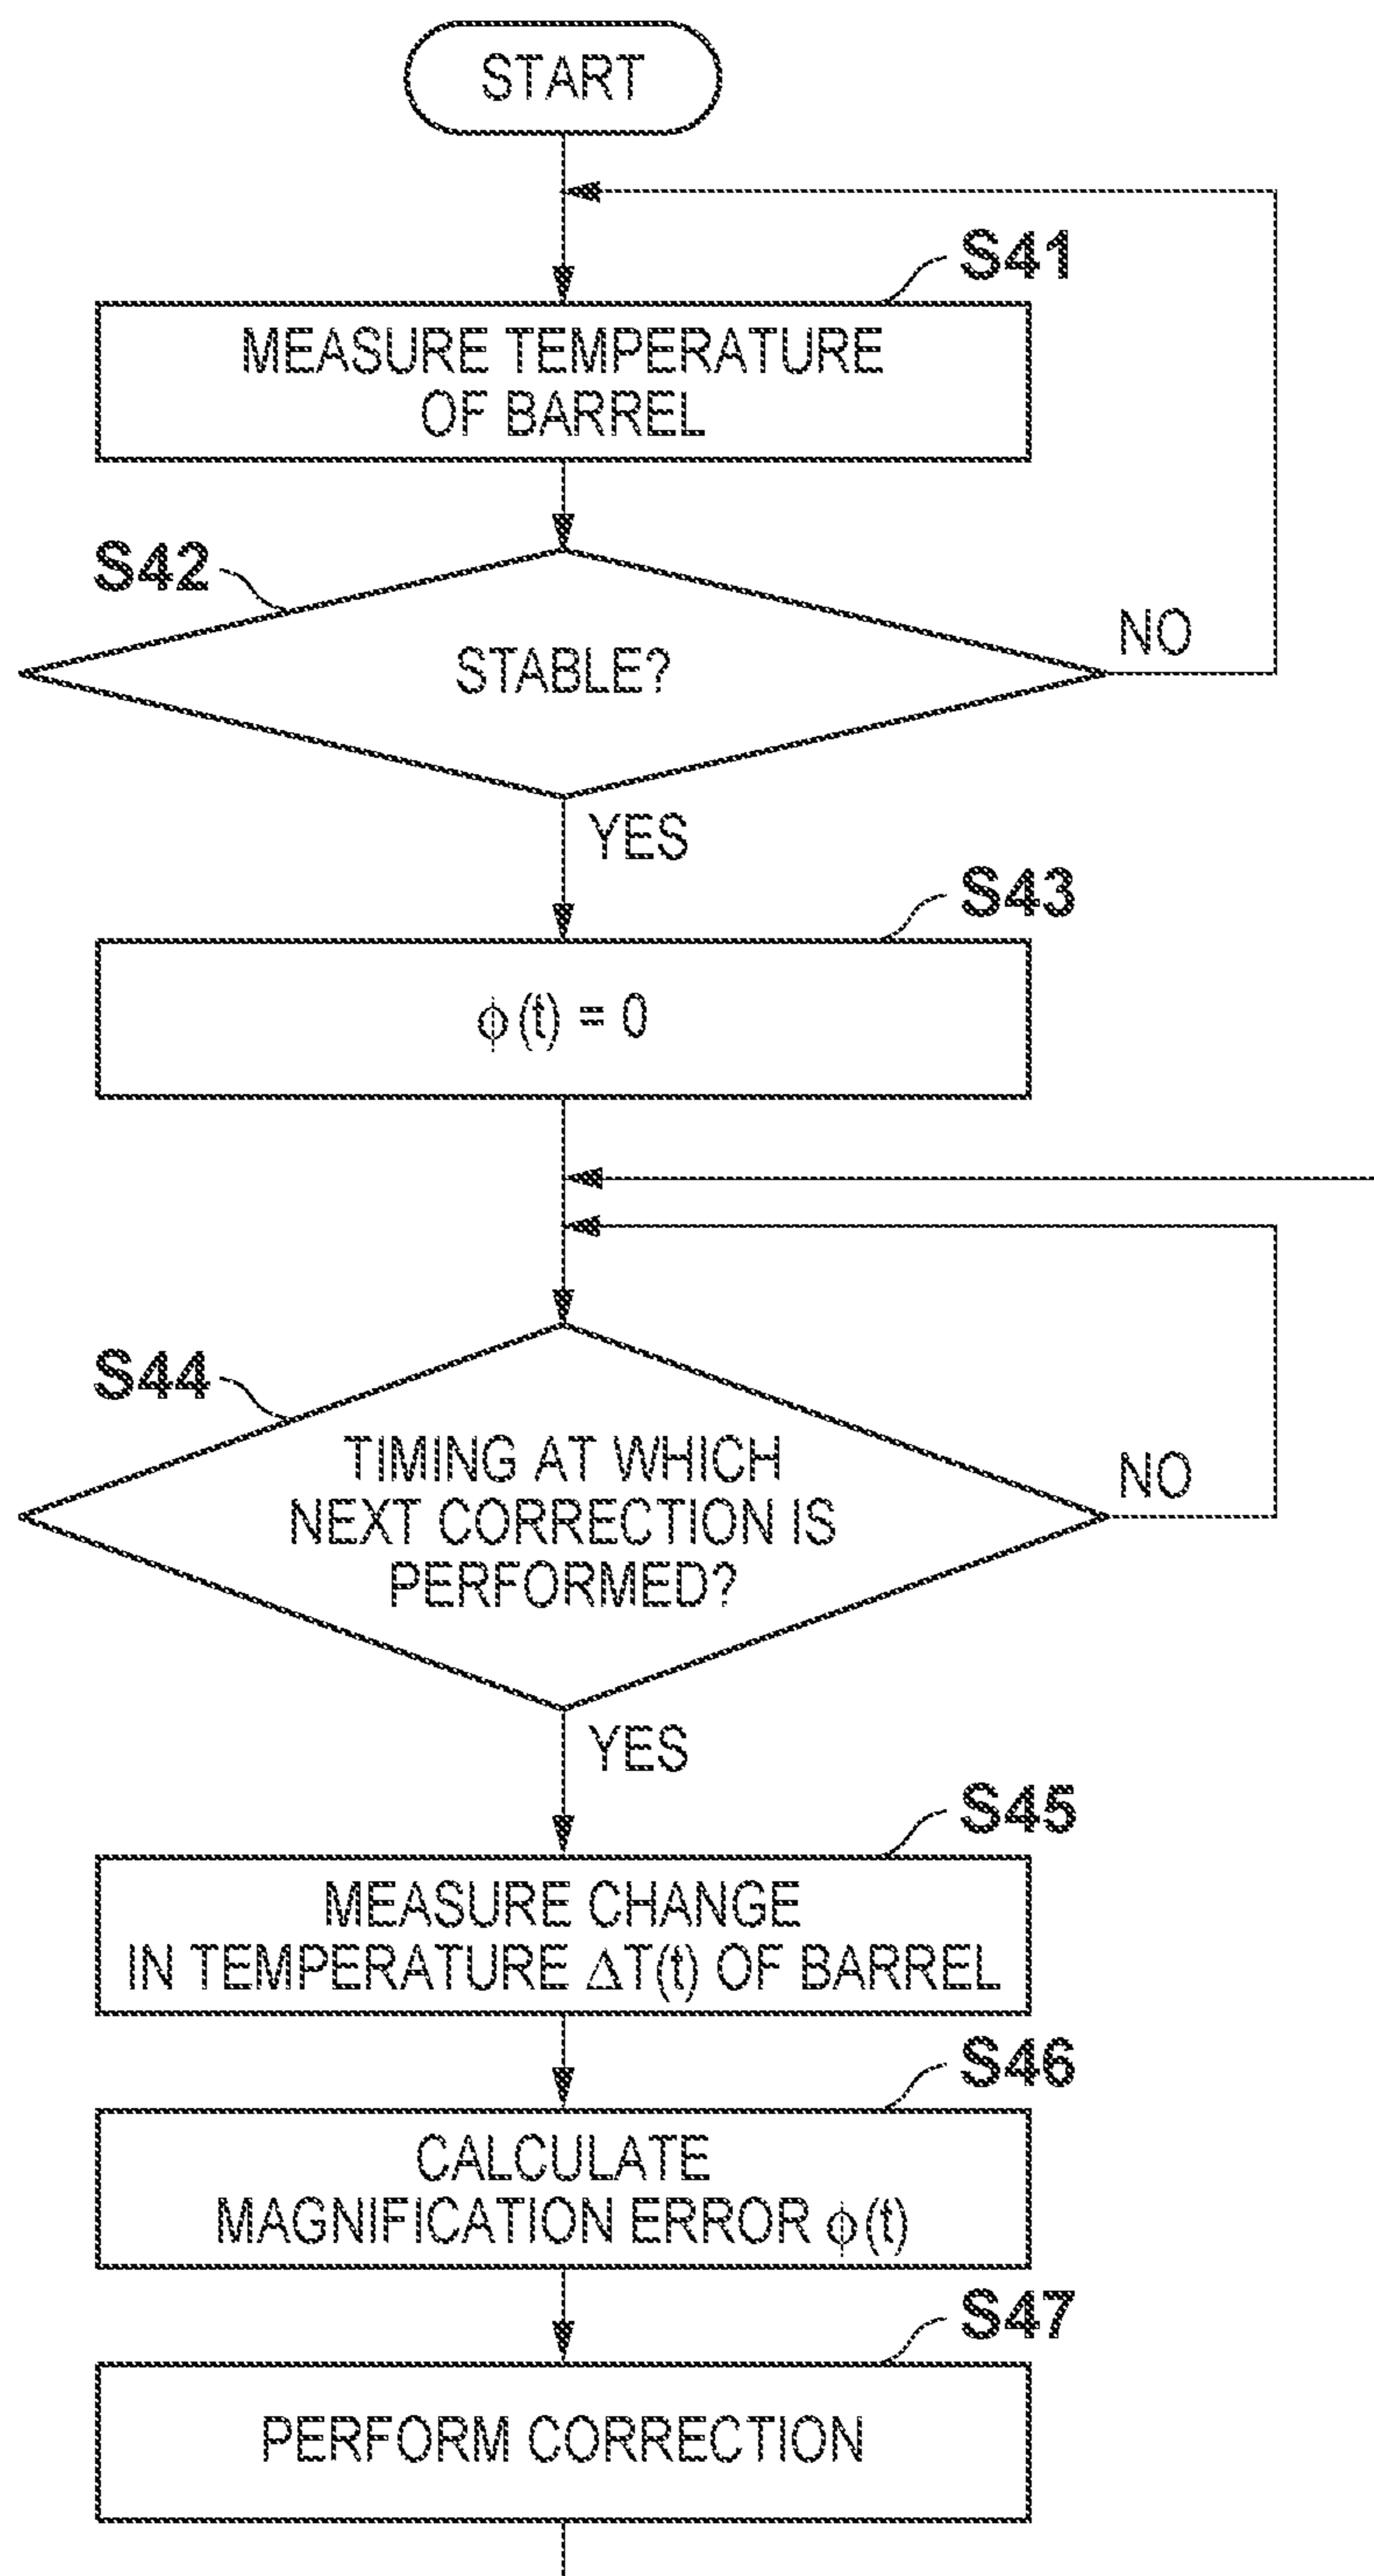 START
S41
MEASURE TEMPERATURE
OF BARREL
S42
STABLE?
NO
YES
S43
ϕ(t) = 0
S44
TIMING AT WHICH
NEXT CORRECTION IS
PERFORMED?
NO
YES
S45
MEASURE CHANGE
IN TEMPERATURE ΔT(t) OF BARREL
S46
CALCULATE
MAGNIFICATION ERROR ϕ(t)
S47
PERFORM CORRECTION